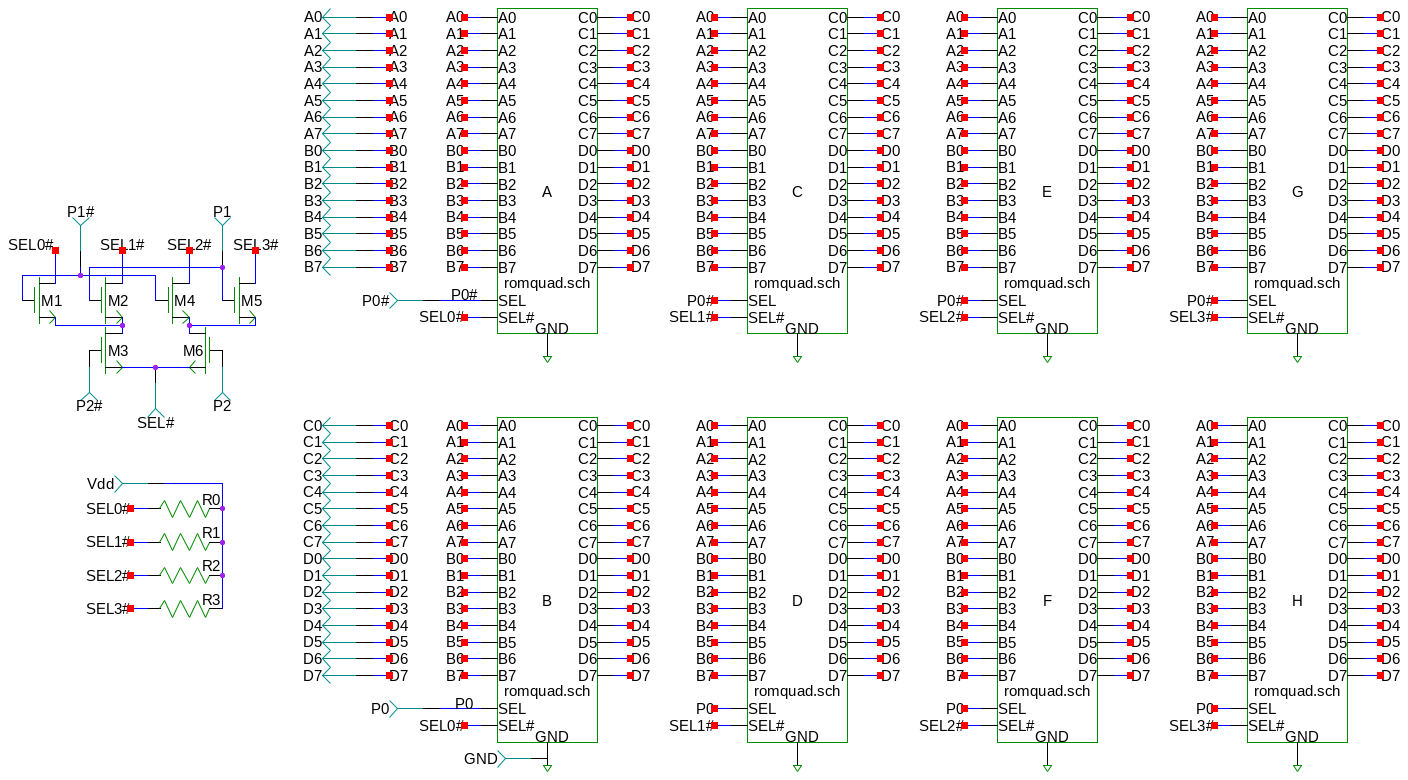 P1# P1
SEL0# SEL1# SEL2# SEL3#
M1 M2 M4 M5
M3 M6
P2# P2
SEL#
Vdd
SEL0# R0
SEL1# R1
SEL2# R2
SEL3# R3
A0 A0 A0 A0 C0 C0 A0 A0 C0 C0 A0 A0 C0 C0 A0 A0 C0 C0
A1 A1 A1 A1 C1 C1 A1 A1 C1 C1 A1 A1 C1 C1 A1 A1 C1 C1
A2 A2 A2 A2 C2 C2 A2 A2 C2 C2 A2 A2 C2 C2 A2 A2 C2 C2
A3 A3 A3 A3 C3 C3 A3 A3 C3 C3 A3 A3 C3 C3 A3 A3 C3 C3
A4 A4 A4 A4 C4 C4 A4 A4 C4 C4 A4 A4 C4 C4 A4 A4 C4 C4
A5 A5 A5 A5 C5 C5 A5 A5 C5 C5 A5 A5 C5 C5 A5 A5 C5 C5
A6 A6 A6 A6 C6 C6 A6 A6 C6 C6 A6 A6 C6 C6 A6 A6 C6 C6
A7 A7 A7 A7 C7 C7 A7 A7 C7 C7 A7 A7 C7 C7 A7 A7 C7 C7
B0 B0 B0 B0 D0 D0 B0 B0 D0 D0 B0 B0 D0 D0 B0 B0 D0 D0
B1 B1 B1 B1 D1 D1 B1 B1 D1 D1 B1 B1 D1 D1 B1 B1 D1 D1
B2 B2 B2 B2 D2 D2 B2 B2 D2 D2 B2 B2 D2 D2 B2 B2 D2 D2
A C E G
B3 B3 B3 B3 D3 D3 B3 B3 D3 D3 B3 B3 D3 D3 B3 B3 D3 D3
B4 B4 B4 B4 D4 D4 B4 B4 D4 D4 B4 B4 D4 D4 B4 B4 D4 D4
B5 B5 B5 B5 D5 D5 B5 B5 D5 D5 B5 B5 D5 D5 B5 B5 D5 D5
B6 B6 B6 B6 D6 D6 B6 B6 D6 D6 B6 B6 D6 D6 B6 B6 D6 D6
B7 B7 B7 B7 D7 D7 B7 B7 D7 D7 B7 B7 D7 D7 B7 B7 D7 D7
romquad.sch romquad.sch romquad.sch romquad.sch
P0# P0# SEL P0# SEL P0# SEL P0# SEL
SEL0# SEL# SEL1# SEL# SEL2# SEL# SEL3# SEL#
GND GND GND GND
C0 C0 A0 A0 C0 C0 A0 A0 C0 C0 A0 A0 C0 C0 A0 A0 C0 C0
C1 C1 A1 A1 C1 C1 A1 A1 C1 C1 A1 A1 C1 C1 A1 A1 C1 C1
C2 C2 A2 A2 C2 C2 A2 A2 C2 C2 A2 A2 C2 C2 A2 A2 C2 C2
C3 C3 A3 A3 C3 C3 A3 A3 C3 C3 A3 A3 C3 C3 A3 A3 C3 C3
C4 C4 A4 A4 C4 C4 A4 A4 C4 C4 A4 A4 C4 C4 A4 A4 C4 C4
C5 C5 A5 A5 C5 C5 A5 A5 C5 C5 A5 A5 C5 C5 A5 A5 C5 C5
C6 C6 A6 A6 C6 C6 A6 A6 C6 C6 A6 A6 C6 C6 A6 A6 C6 C6
C7 C7 A7 A7 C7 C7 A7 A7 C7 C7 A7 A7 C7 C7 A7 A7 C7 C7
D0 D0 B0 B0 D0 D0 B0 B0 D0 D0 B0 B0 D0 D0 B0 B0 D0 D0
D1 D1 B1 B1 D1 D1 B1 B1 D1 D1 B1 B1 D1 D1 B1 B1 D1 D1
D2 D2 B2 B2 D2 D2 B2 B2 D2 D2 B2 B2 D2 D2 B2 B2 D2 D2
B D F H
D3 D3 B3 B3 D3 D3 B3 B3 D3 D3 B3 B3 D3 D3 B3 B3 D3 D3
D4 D4 B4 B4 D4 D4 B4 B4 D4 D4 B4 B4 D4 D4 B4 B4 D4 D4
D5 D5 B5 B5 D5 D5 B5 B5 D5 D5 B5 B5 D5 D5 B5 B5 D5 D5
D6 D6 B6 B6 D6 D6 B6 B6 D6 D6 B6 B6 D6 D6 B6 B6 D6 D6
D7 D7 B7 B7 D7 D7 B7 B7 D7 D7 B7 B7 D7 D7 B7 B7 D7 D7
romquad.sch romquad.sch romquad.sch romquad.sch
P0 P0 SEL P0 SEL P0 SEL P0 SEL
SEL0# SEL# SEL1# SEL# SEL2# SEL# SEL3# SEL#
GND GND GND GND
GND